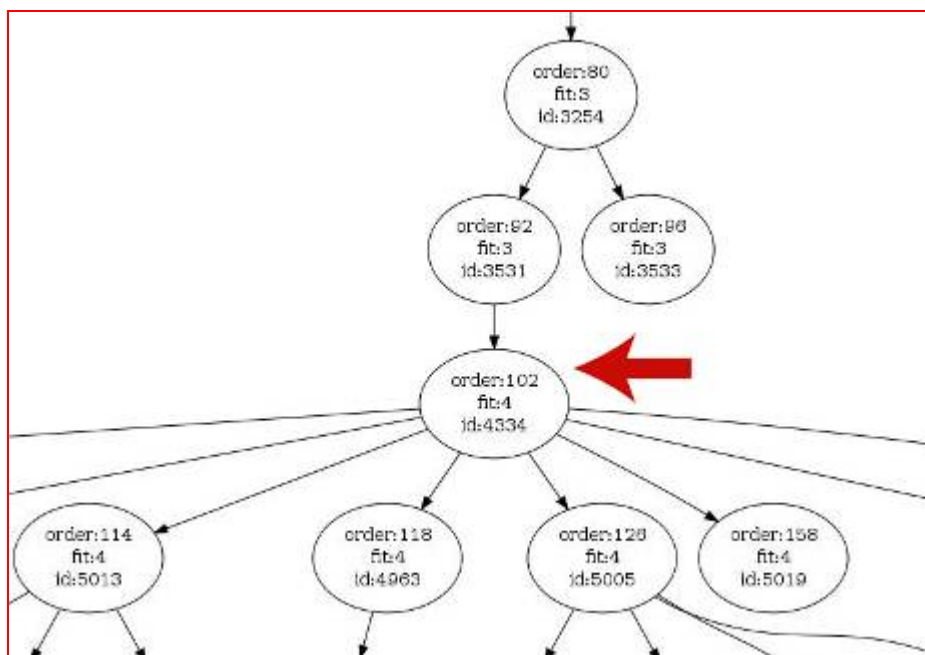 order:80
fit:3
id:3254
order:92
fit:3
id:3531
order:96
fit:3
id:3533
order:102
fit:4
id:4334
order:114
fit:4
id:5013
order:118
fit:4
id:4963
order:126
fit:4
id:5005
order:158
fit:4
id:5019